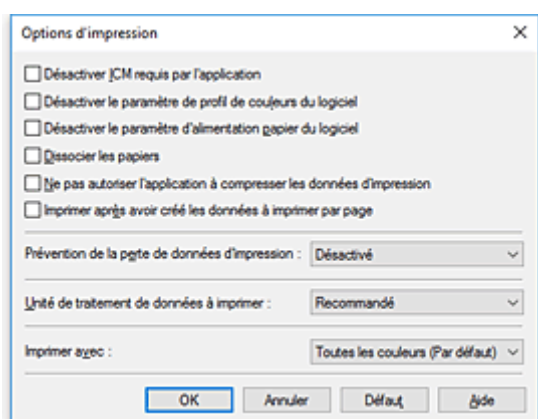 Options d'impression
Désactiver ICM requis par l'application
Désactiver le paramètre de profil de couleurs du logiciel
Désactiver le paramètre d'alimentation papier du logiciel
Dissocier les papiers
Ne pas autoriser l'application à compresser les données d'impression
Imprimer après avoir créé les données à imprimer par page
Prévention de la perte de données d'impression : Désactivé
Unité de traitement de données à imprimer : Recommandé
Imprimer avec : Toutes les couleurs (Par défaut)
OK Annuler Défaut Aide